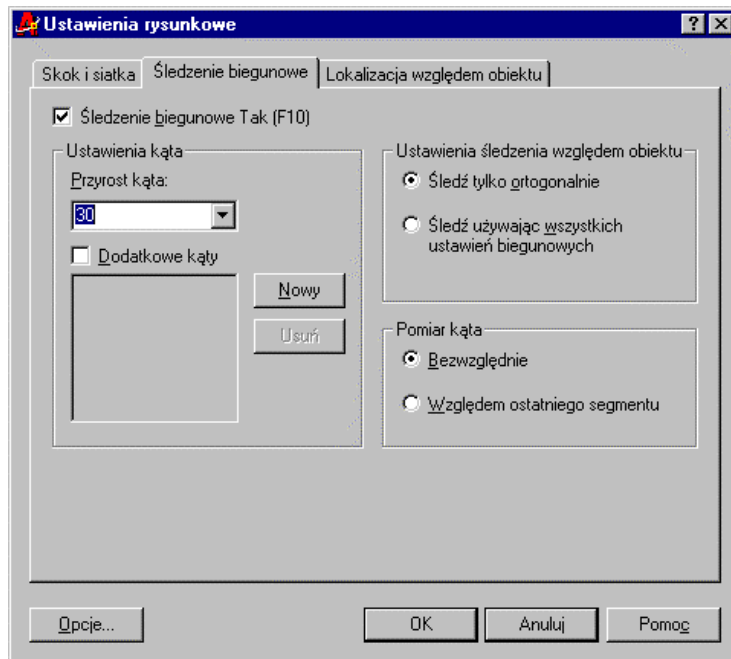 Ustawienia rysunkowe
Skok i siatka
Śledzenie biegunowe
Lokalizacja względem obiektu
Śledzenie biegunowe Tak (F10)
Ustawienia kąta
Przyrost kąta:
30
Dodatkowe kąty
Nowy
Usuń
Ustawienia śledzenia względem obiektu
Śledź tylko ortogonalnie
Śledź używając wszystkich
ustawień biegunowych
Pomiar kąta
Bezwzględnie
Względem ostatniego segmentu
Opcje...
OK
Anuluj
Pomoc